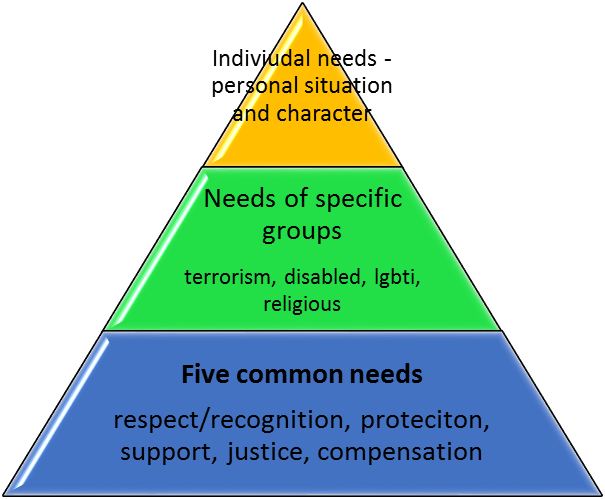 Indiviudal needs -
personal situation
and character
Needs of specific
groups
terrorism, disabled, lgbti,
religious
Five common needs
respect/recognition, proteciton,
support, justice, compensation